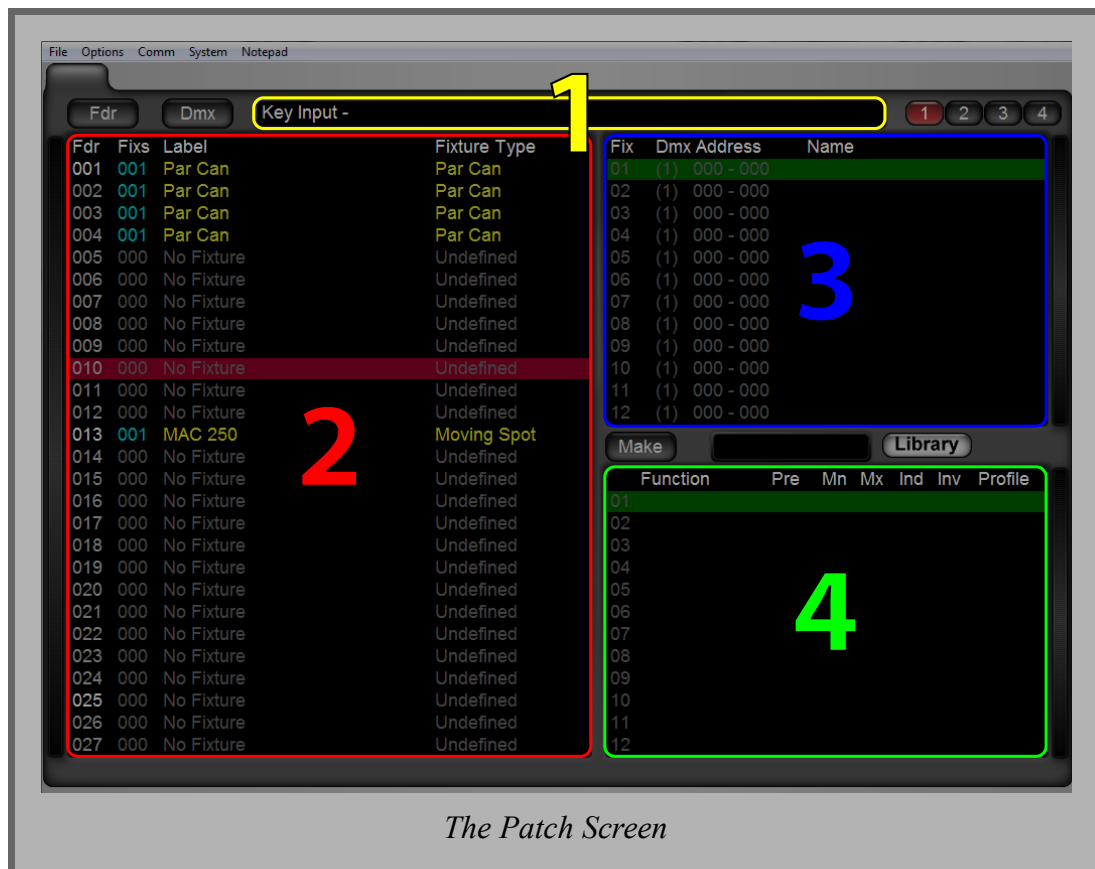 File Options Comm System Notepad
Fdr Dmx Key Input - 1 1 2 3 4
Fdr Fixs Label Fixture Type
001 001 Par Can Par Can
002 001 Par Can Par Can
003 001 Par Can Par Can
004 001 Par Can Par Can
005 000 No Fixture Undefined
006 000 No Fixture Undefined
007 000 No Fixture Undefined
008 000 No Fixture Undefined
009 000 No Fixture Undefined
010 000 No Fixture Undefined
011 000 No Fixture Undefined
012 000 No Fixture Undefined
013 001 MAC 250 Moving Spot
014 000 No Fixture Undefined
015 000 No Fixture Undefined
016 000 No Fixture Undefined
017 000 No Fixture Undefined
018 000 No Fixture Undefined
019 000 No Fixture Undefined
020 000 No Fixture Undefined
021 000 No Fixture Undefined
022 000 No Fixture Undefined
023 000 No Fixture Undefined
024 000 No Fixture Undefined
025 000 No Fixture Undefined
026 000 No Fixture Undefined
027 000 No Fixture Undefined
2
Fix Dmx Address Name
01 (1) 000 - 000
02 (1) 000 - 000
03 (1) 000 - 000
04 (1) 000 - 000
05 (1) 000 - 000
06 (1) 000 - 000
07 (1) 000 - 000
08 (1) 000 - 000
09 (1) 000 - 000
10 (1) 000 - 000
11 (1) 000 - 000
12 (1) 000 - 000
3
Make Library
Function Pre Mn Mx Ind Inv Profile
01
02
03
04
05
06
07
08
09
10
11
12
4
The Patch Screen